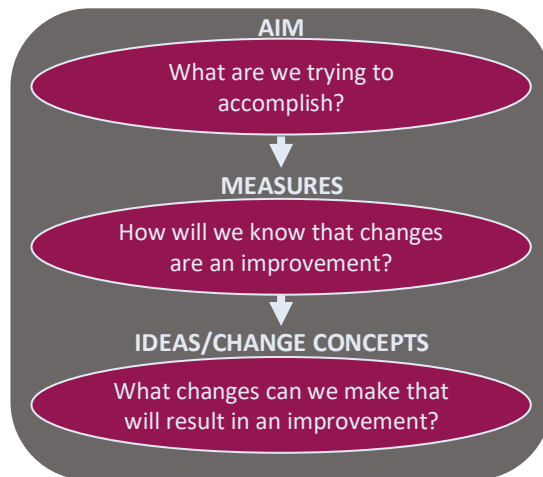 AIM
What are we trying to
accomplish?
MEASURES
How will we know that changes
are an improvement?
IDEAS/CHANGE CONCEPTS
What changes can we make that
will result in an improvement?